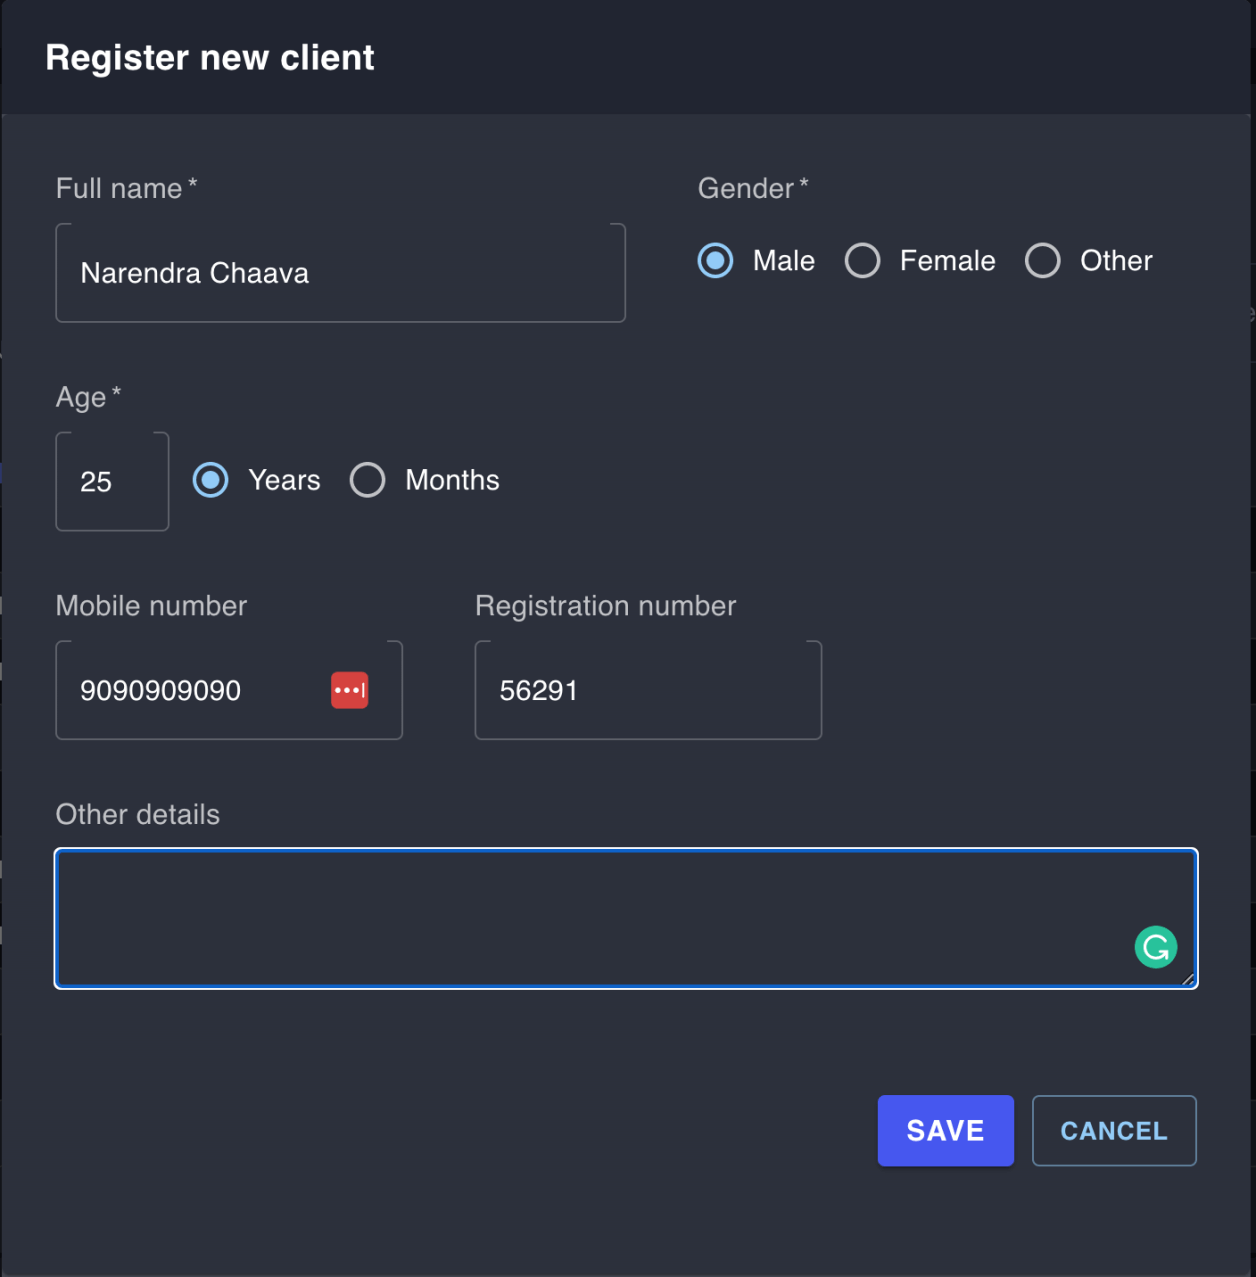 Register new client
Full name *
Gender *
Narendra Chaava
Male Female Other
Age *
25 Years Months
Mobile number Registration number
9090909090 56291
Other details
SAVE CANCEL